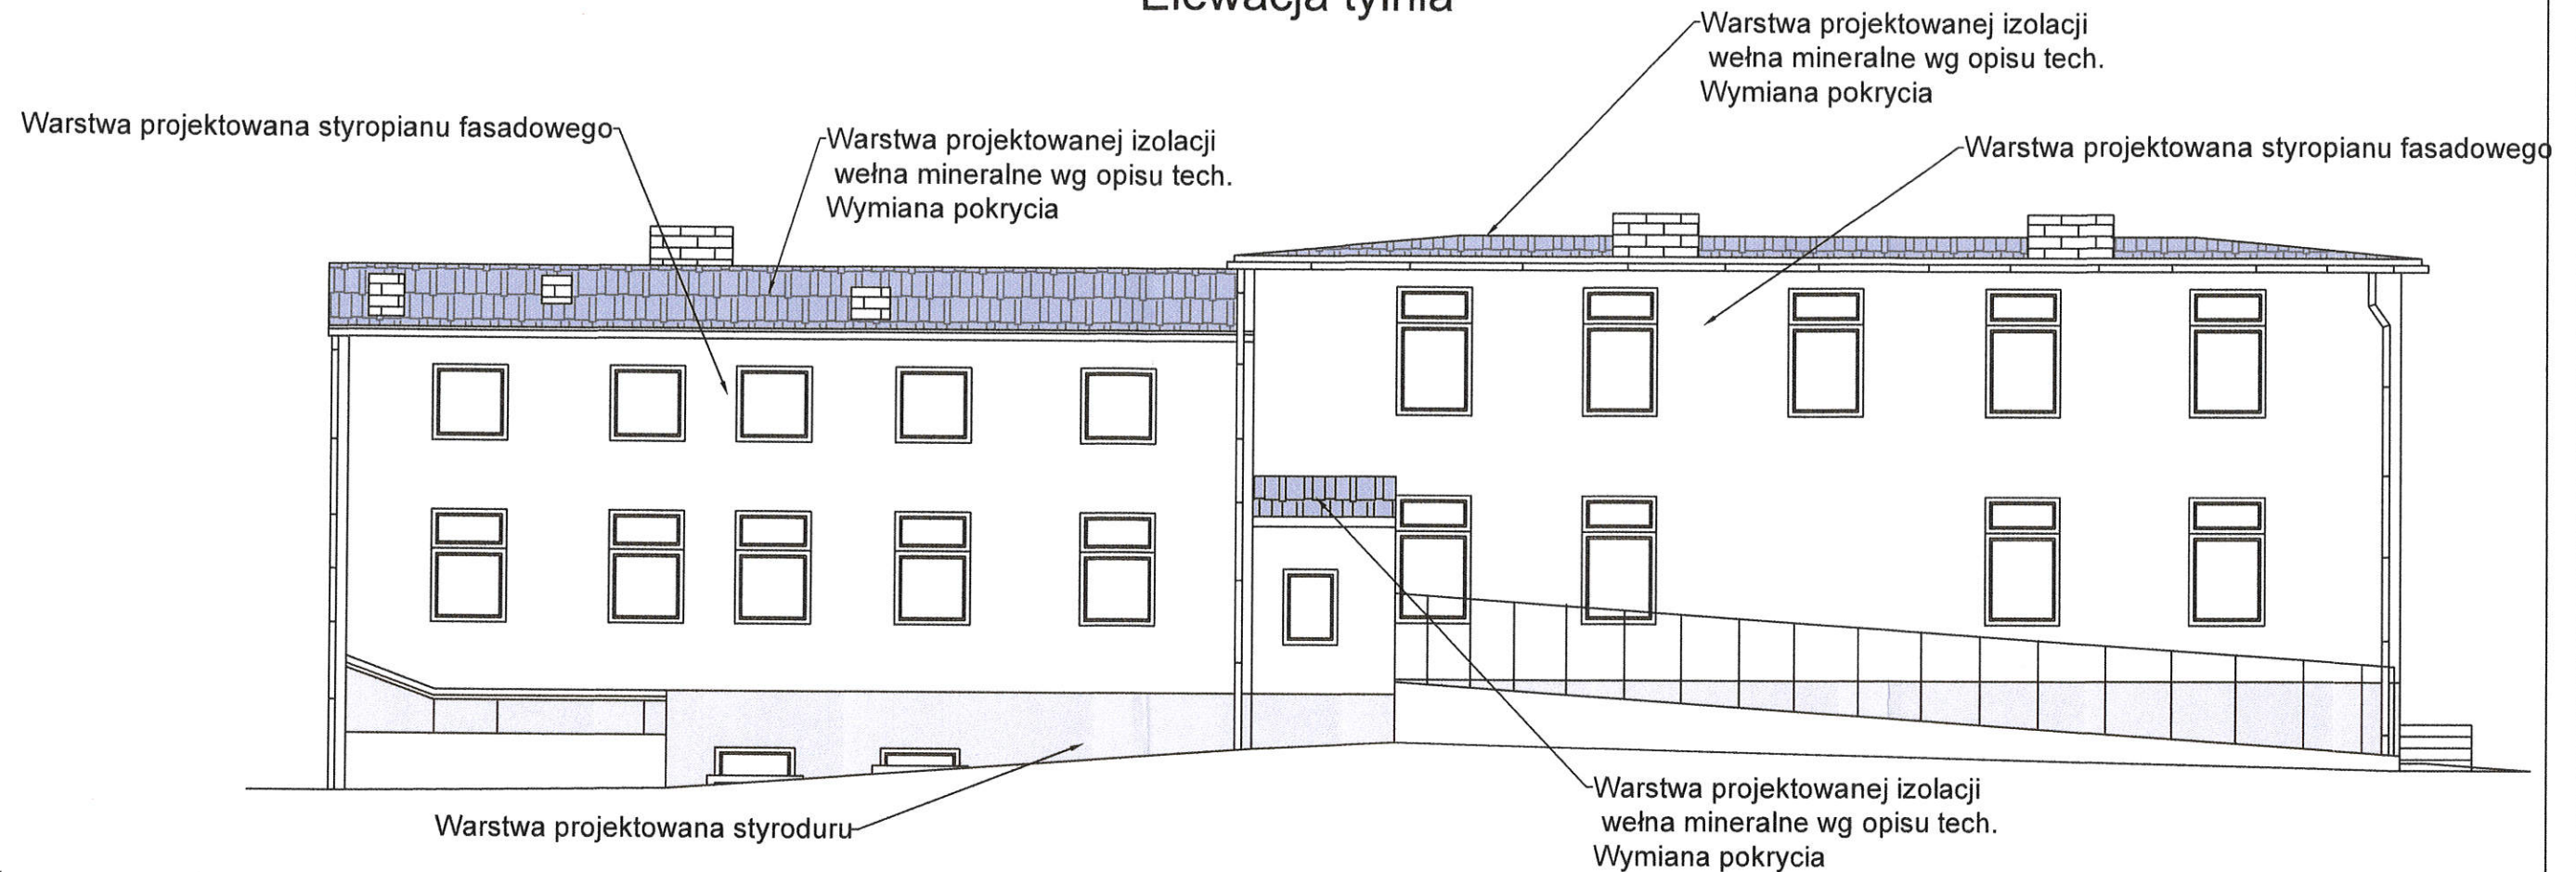 Elewacja tylnia
Warstwa projektowanej izolacji
wełna mineralne wg opisu tech.
Wymiana pokrycia
Warstwa projektowana styropianu fasadowego
Warstwa projektowanej izolacji
wełna mineralne wg opisu tech.
Wymiana pokrycia
Warstwa projektowana styropianu fasadowego
Warstwa projektowana styroduru
Warstwa projektowanej izolacji
wełna mineralne wg opisu tech.
Wymiana pokrycia